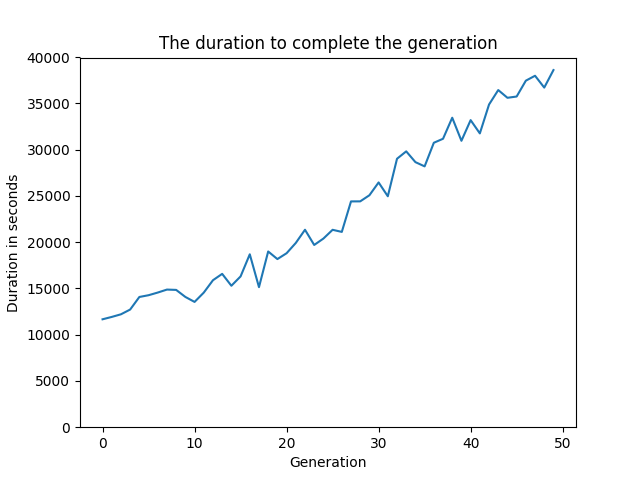 The duration to complete the generation
40000
35000
30000
25000
20000
15000
10000
5000
0
Duration in seconds
0 10 20 30 40 50
Generation